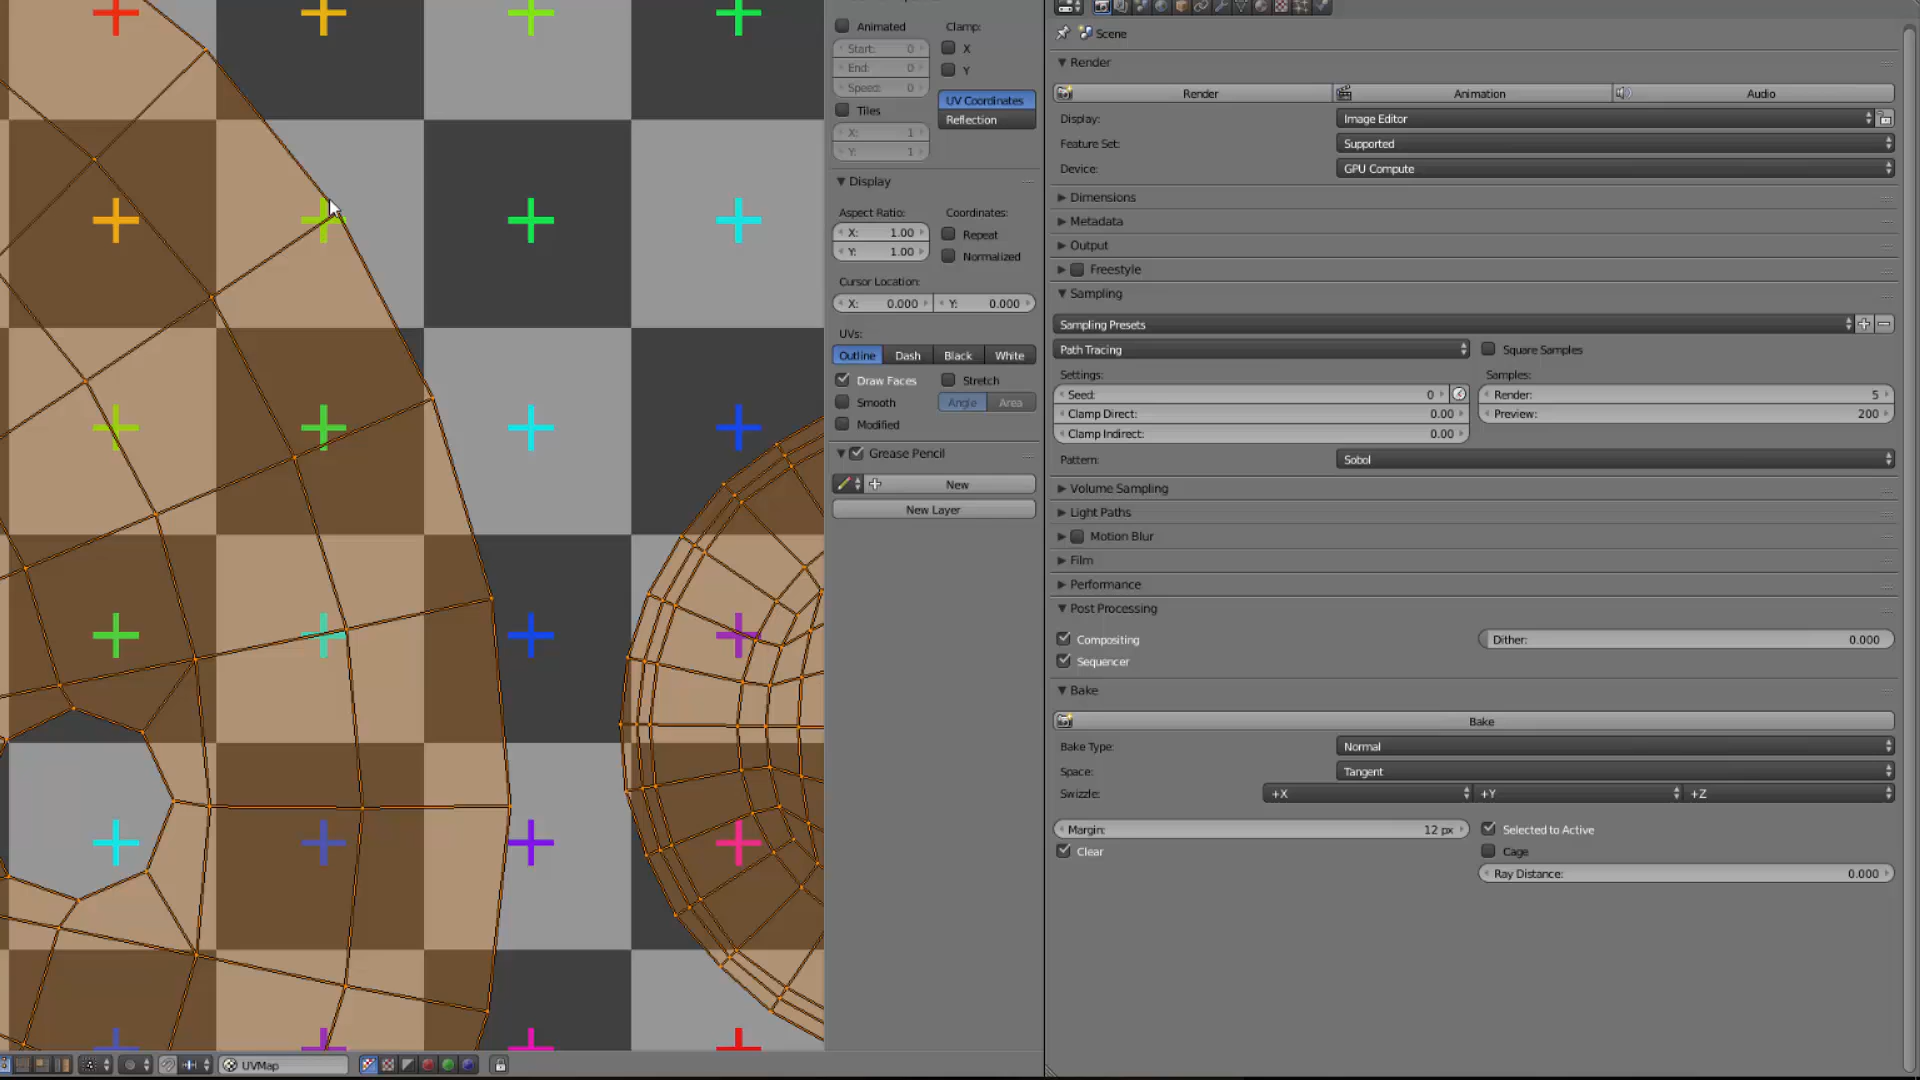 Animated
Clamp:
Start: 0
X
End: 0
Y
Speed: 0
UV Coordinates
Tiles
Reflection
X: 1
Y: 1
Display
Aspect Ratio:
Coordinates:
X: 1.00
Repeat
Y: 1.00
Normalized
Cursor Location:
X: 0.000
Y: 0.000
UVs:
Outline
Dash
Black
White
Draw Faces
Stretch
Smooth
Angle
Area
Modified
Grease Pencil
New
New Layer
UVMap
Scene
Render
Render
Animation
Audio
Display:
Image Editor
Feature Set:
Supported
Device:
GPU Compute
Dimensions
Metadata
Output
Freestyle
Sampling
Sampling Presets
Path Tracing
Square Samples
Settings:
Samples:
Seed: 0
Render: 5
Clamp Direct: 0.00
Preview: 200
Clamp Indirect: 0.00
Pattern:
Sobol
Volume Sampling
Light Paths
Motion Blur
Film
Performance
Post Processing
Compositing
Dither: 0.000
Sequencer
Bake
Bake
Bake Type:
Normal
Space:
Tangent
Swizzle:
+X
+Y
+Z
Margin: 12 px
Selected to Active
Clear
Cage
Ray Distance: 0.000